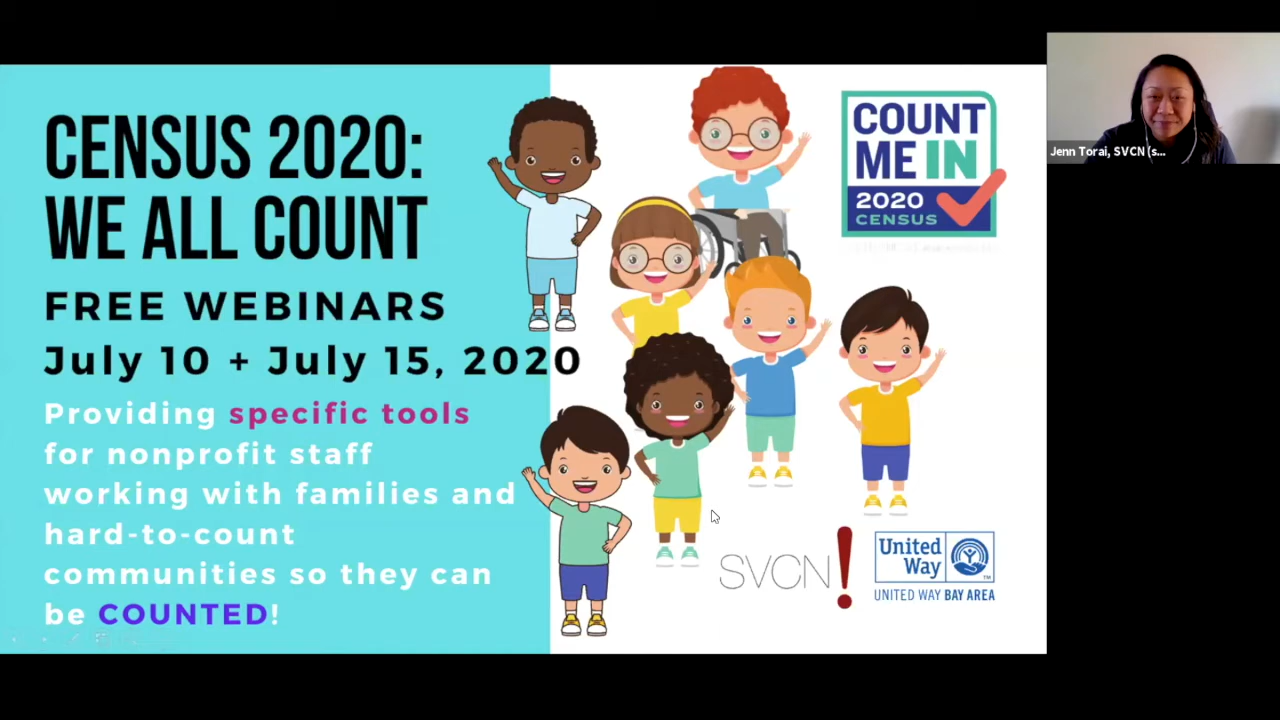 CENSUS 2020:
WE ALL COUNT
FREE WEBINARS
July 10 + July 15, 2020
Providing specific tools
for nonprofit staff
working with families and
hard-to-count
communities so they can
be COUNTED!
COUNT
ME IN
2020
CENSUS
SVCN!
United
Way
TM
UNITED WAY BAY AREA
Jenn Torai, SVCN (s...